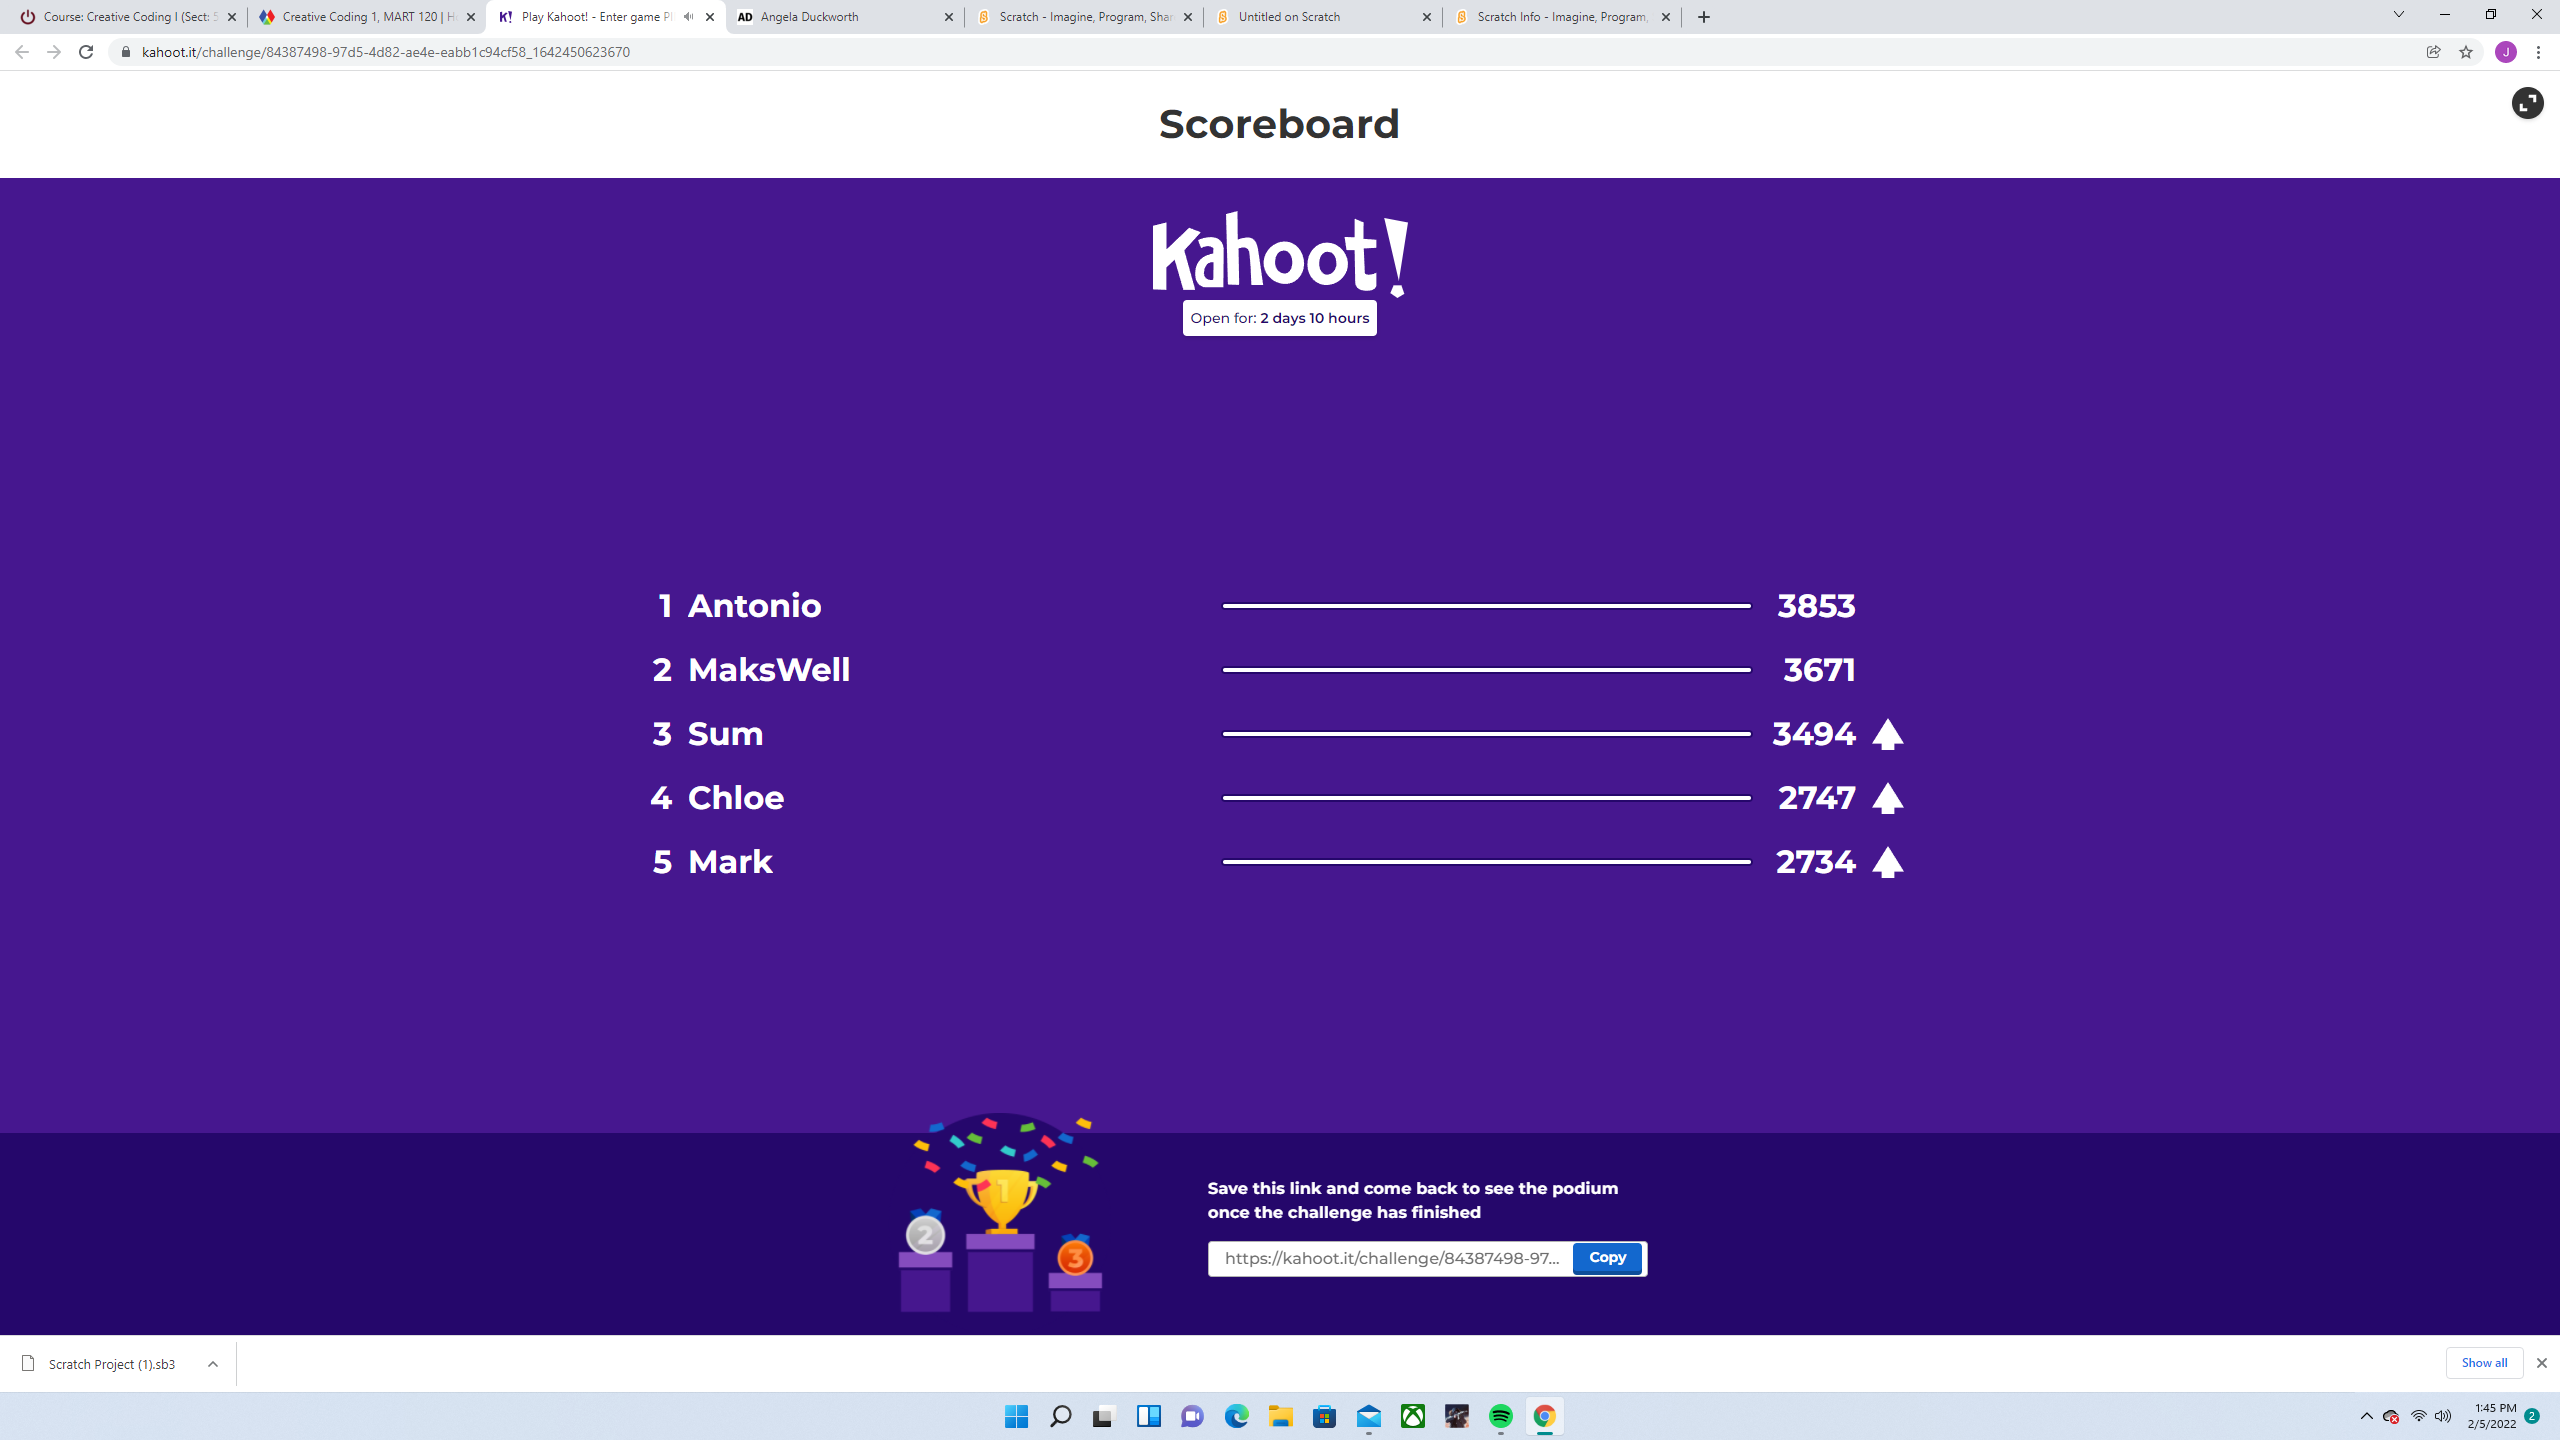 Course: Creative Coding I (Sect: 5
Creative Coding 1, MART 120 | H
K! Play Kahoot! - Enter game P
AD Angela Duckworth
Scratch - Imagine, Program, Shar
Untitled on Scratch
Scratch Info - Imagine, Program,
kahoot.it/challenge/84387498-97d5-4d82-ae4e-eabb1c94cf58_1642450623670
J
Scoreboard
Kahoot!
Open for: 2 days 10 hours
1 Antonio 3853
2 MaksWell 3671
3 Sum 3494
4 Chloe 2747
5 Mark 2734
1
2
3
Save this link and come back to see the podium
once the challenge has finished
https://kahoot.it/challenge/84387498-97... Copy
Scratch Project (1).sb3
Show all
1:45 PM
2/5/2022
2